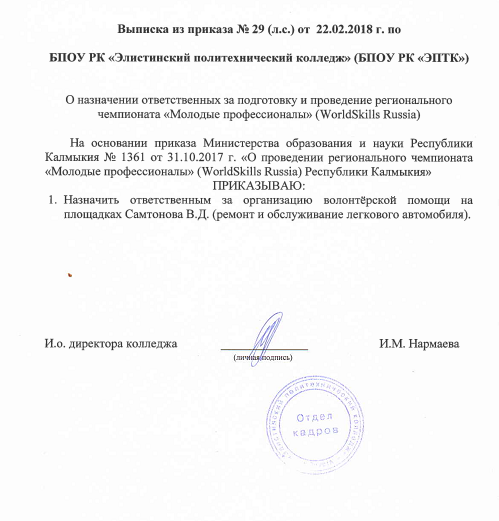 Выписка из приказа № 29 (л.с.) от 22.02.2018 г. по
БПОУ РК «Элистинский политехнический колледж» (БПОУ РК «ЭПТК»)
О назначении ответственных за подготовку и проведение регионального
чемпионата «Молодые профессионалы» (WorldSkills Russia)
На основании приказа Министерства образования и науки Республики
Калмыкия № 1361 от 31.10.2017 г. «О проведении регионального чемпионата
«Молодые профессионалы» (WorldSkills Russia) Республики Калмыкия»
ПРИКАЗЫВАЮ:
1. Назначить ответственным за организацию волонтёрской помощи на
площадках Самтонова В.Д. (ремонт и обслуживание легкового автомобиля).
И.о. директора колледжа И.М. Нармаева
(личная подпись)
Элистинский политехнический колледж
Отдел
кадров